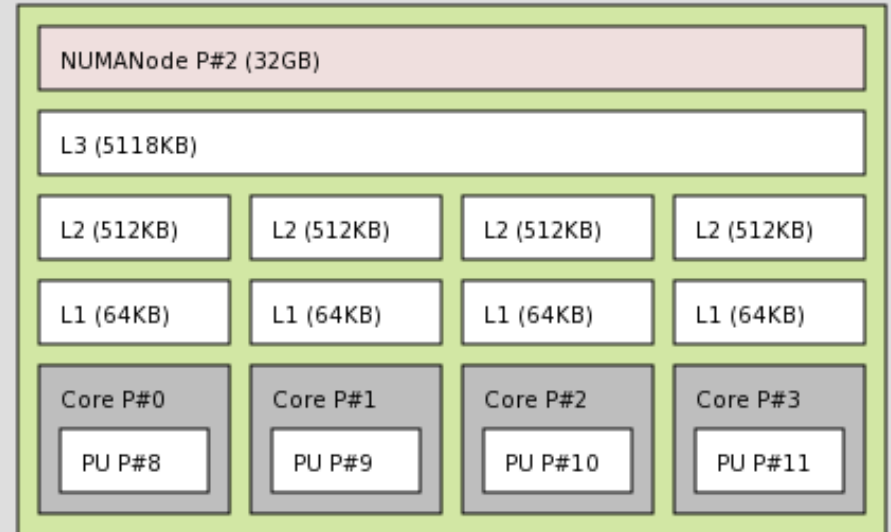 NUMANode P#2 (32GB)
L3 (5118KB)
L2 (512KB) L2 (512KB) L2 (512KB) L2 (512KB)
L1 (64KB) L1 (64KB) L1 (64KB) L1 (64KB)
Core P#0 Core P#1 Core P#2 Core P#3
PU P#8 PU P#9 PU P#10 PU P#11